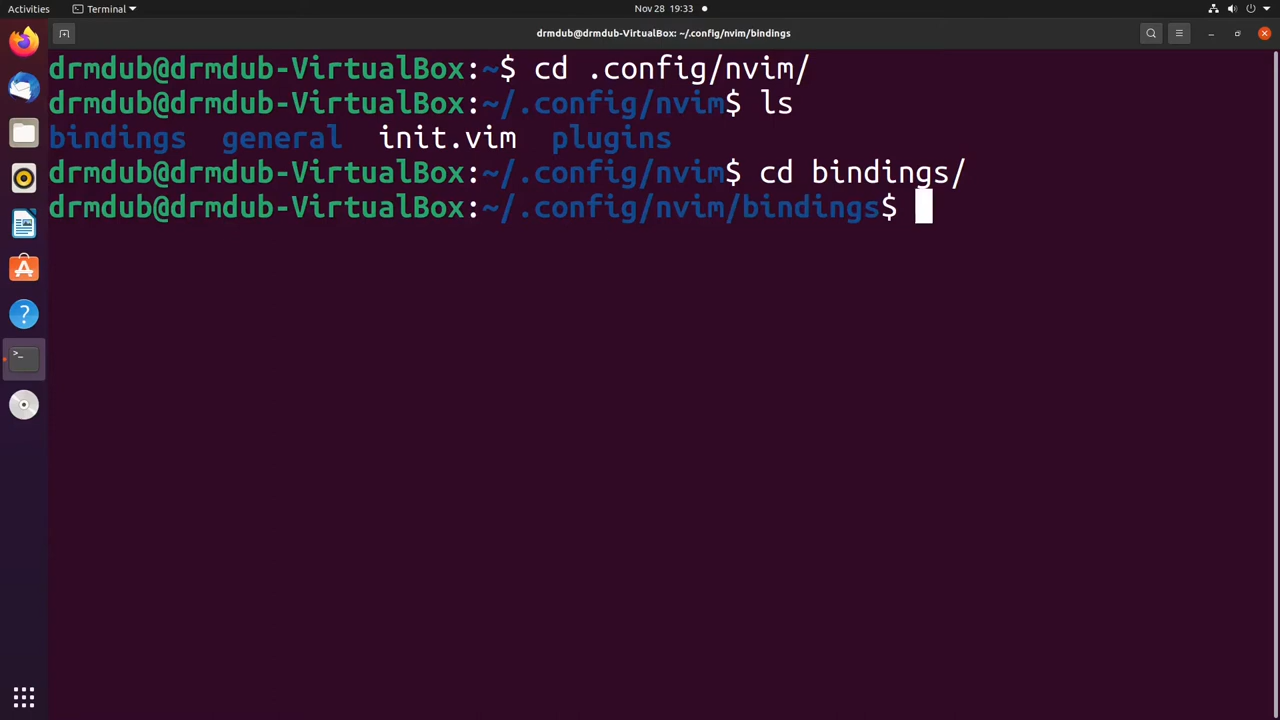 Activities
Terminal
Nov 28 19:33
drmdub@drmdub-VirtualBox: ~/.config/nvim/bindings
drmdub@drmdub-VirtualBox:~$ cd .config/nvim/
drmdub@drmdub-VirtualBox:~/.config/nvim$ ls
bindings general init.vim plugins
drmdub@drmdub-VirtualBox:~/.config/nvim$ cd bindings/
drmdub@drmdub-VirtualBox:~/.config/nvim/bindings$